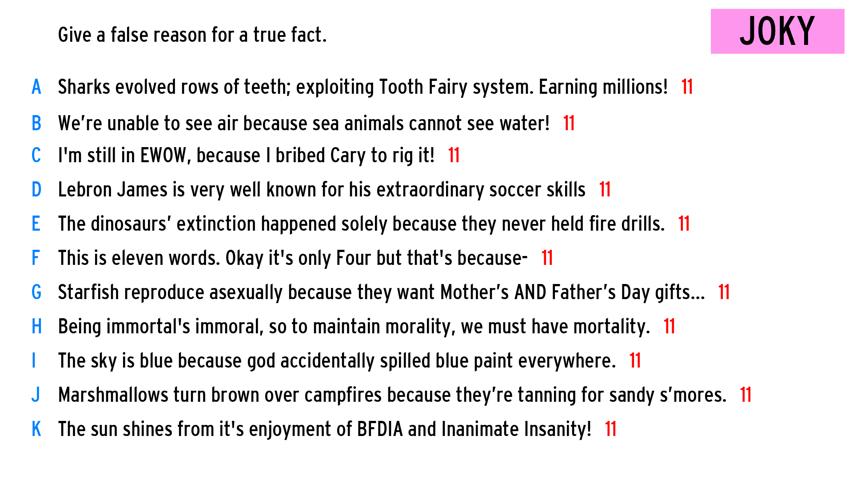 Give a false reason for a true fact.
JOKY
A Sharks evolved rows of teeth; exploiting Tooth Fairy system. Earning millions! 11
B We're unable to see air because sea animals cannot see water! 11
C I'm still in EWOW, because I bribed Cary to rig it! 11
D Lebron James is very well known for his extraordinary soccer skills 11
E The dinosaurs’ extinction happened solely because they never held fire drills. 11
F This is eleven words. Okay it's only Four but that's because- 11
G Starfish reproduce asexually because they want Mother’s AND Father’s Day gifts... 11
H Being immortal's immoral, so to maintain morality, we must have mortality. 11
I The sky is blue because god accidentally spilled blue paint everywhere. 11
J Marshmallows turn brown over campfires because they’re tanning for sandy s’mores. 11
K The sun shines from it's enjoyment of BFDIA and Inanimate Insanity! 11